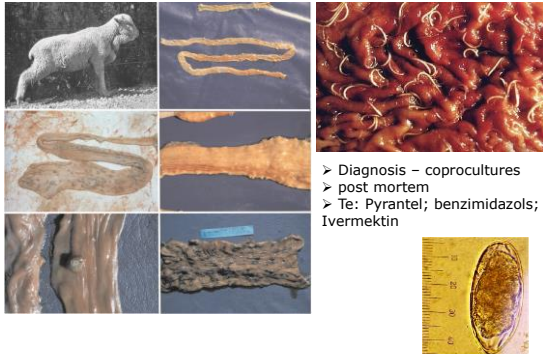 ➢ Diagnosis – coprocultures
➢ post mortem
➢ Te: Pyrantel; benzimidazols;
Ivermektin